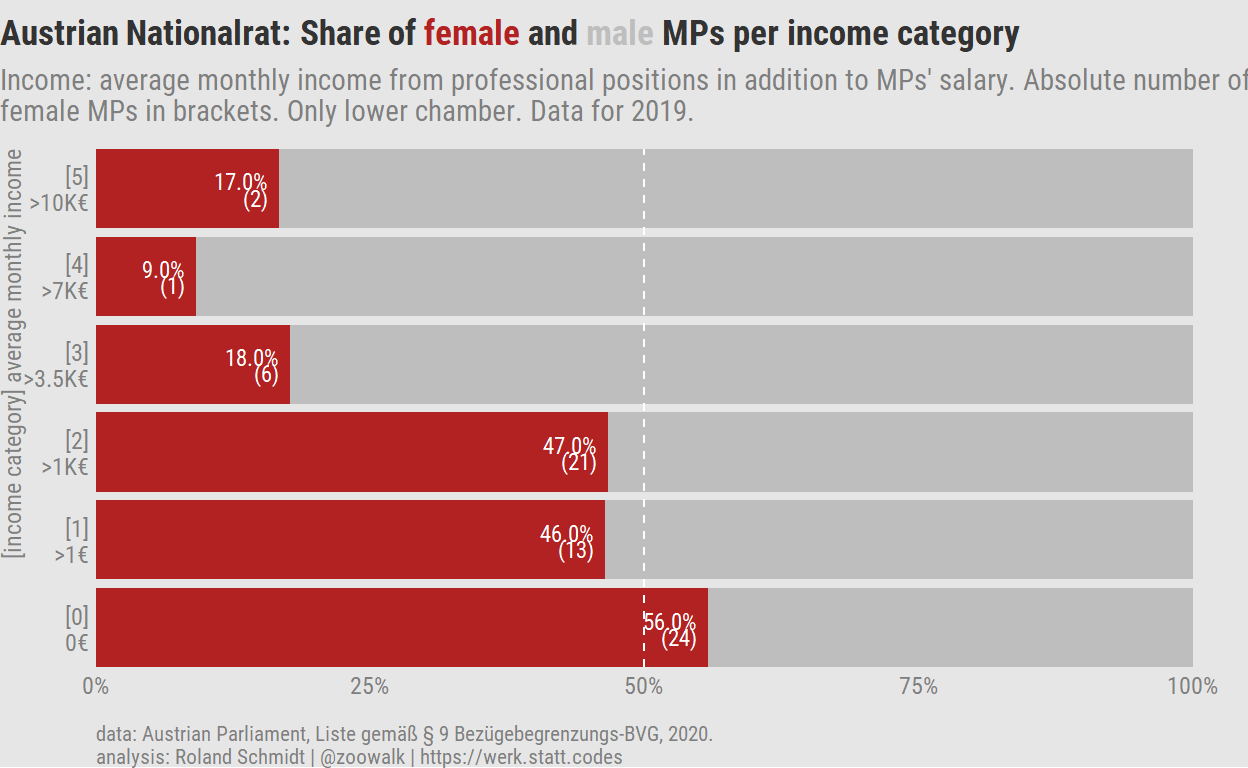 Austrian Nationalrat: Share of female and male MPs per income category
Income: average monthly income from professional positions in addition to MPs' salary. Absolute number of
female MPs in brackets. Only lower chamber. Data for 2019.
[income category] average monthly income
[5]
>10K€
17.0%
(2)
[4]
>7K€
9.0%
(1)
[3]
>3.5K€
18.0%
(6)
[2]
>1K€
47.0%
(21)
[1]
>1€
46.0%
(13)
[0]
0€
56.0%
(24)
0% 25% 50% 75% 100%
data: Austrian Parliament, Liste gemäß § 9 Bezügebegrenzungs-BVG, 2020.
analysis: Roland Schmidt | @zoowalk | https://werk.statt.codes